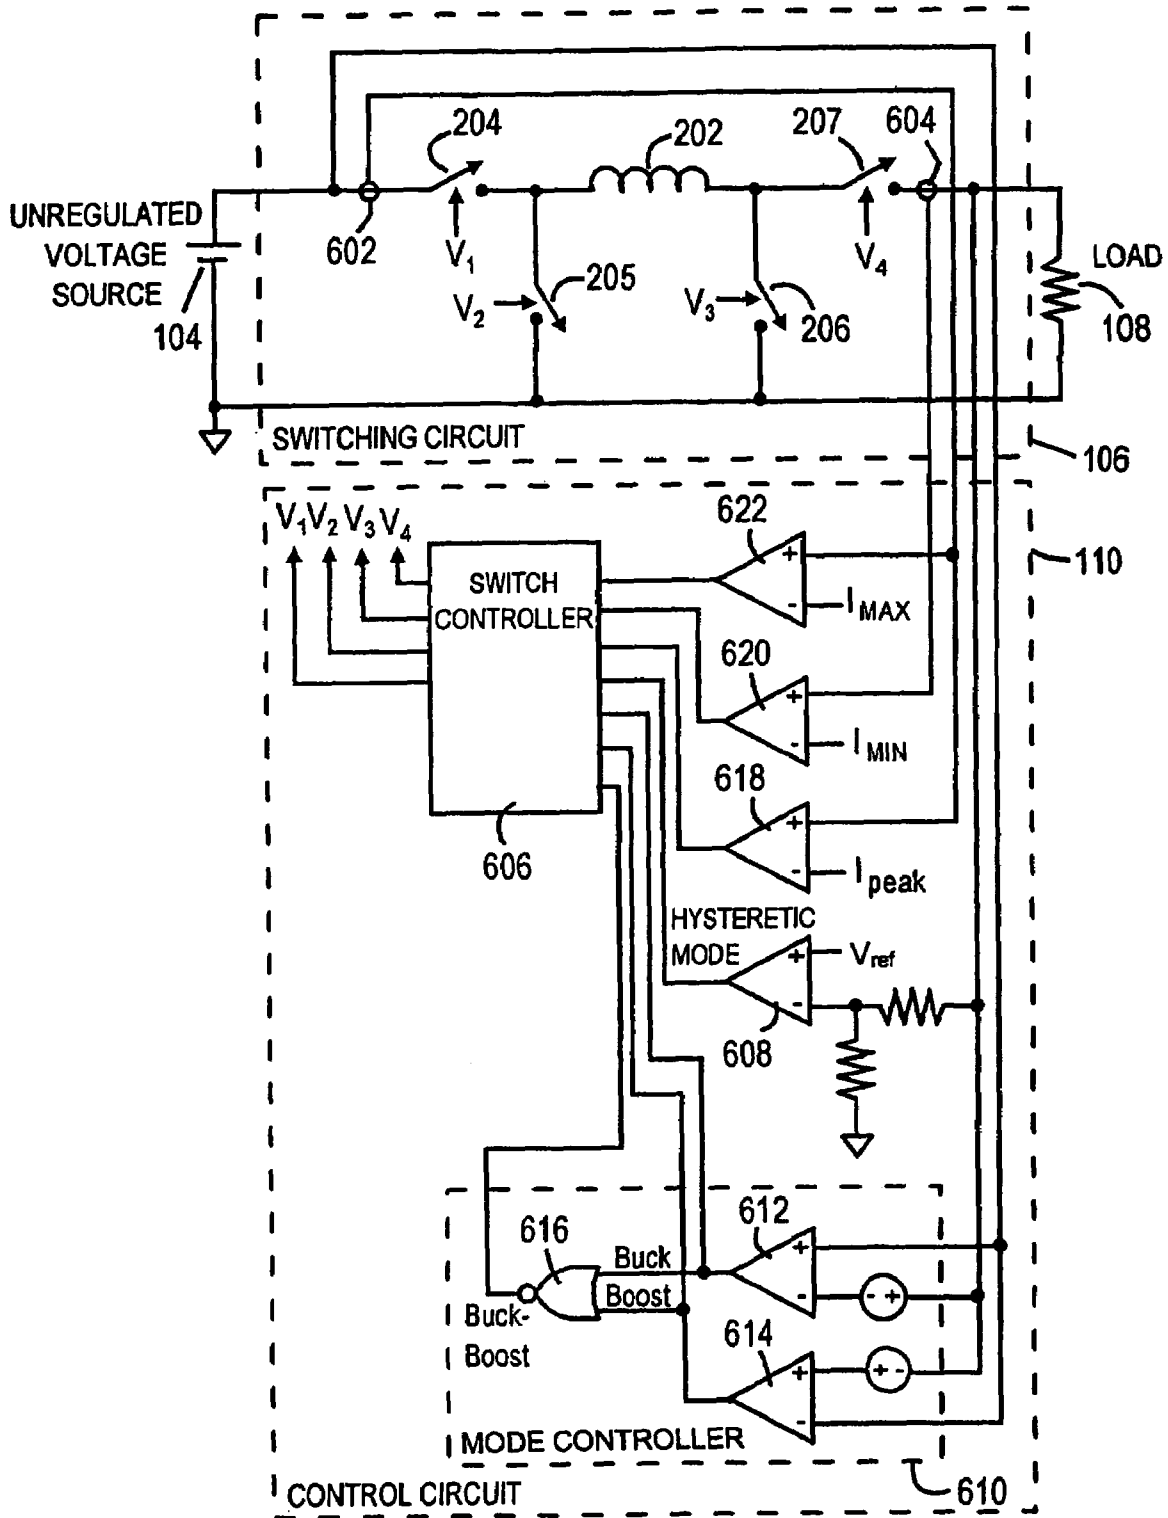 204
202
207
604
UNREGULATED
VOLTAGE
SOURCE
104
602
V1
V2
205
V3
206
V4
LOAD
108
SWITCHING CIRCUIT
106
V1 V2 V3 V4
SWITCH
CONTROLLER
606
622
+
-
IMAX
110
620
+
-
IMIN
618
+
-
Ipeak
HYSTERETIC
MODE
+
-
Vref
608
616
Buck
Boost
Buck-
Boost
612
+
-
- +
614
+
-
+ -
MODE CONTROLLER
610
CONTROL CIRCUIT